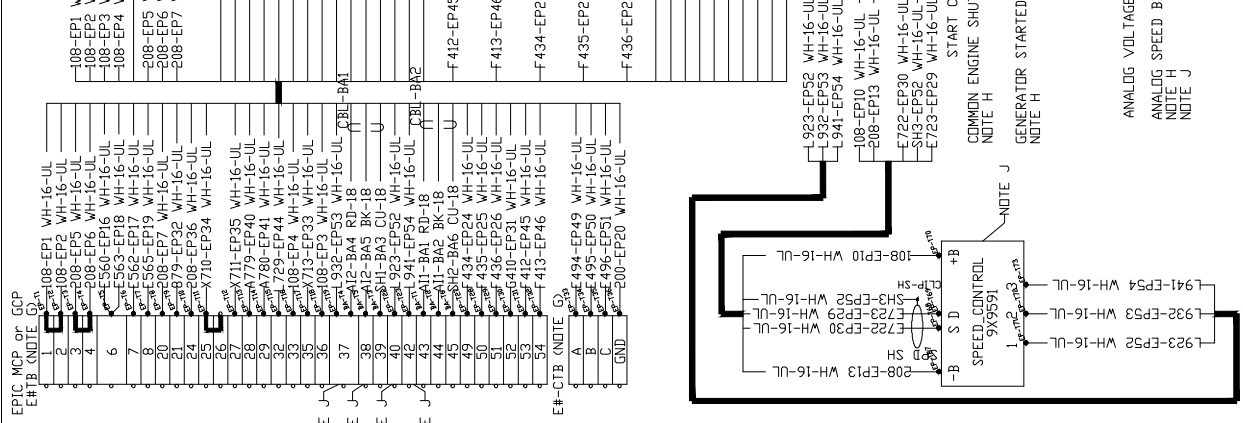 108-EP1 W
108-EP2 W
108-EP3 W
108-EP4 W
208-EP5 W
208-EP6 W
208-EP7 W
F412-EP45
F413-EP46
F434-EP2
F435-EP2
F436-EP2
CBL-BA1
CBL-BA2
EPIC MCP or GCP
E#TB (NOTE G)
108-EP1 WH-16-UL
108-EP2 WH-16-UL
208-EP5 WH-16-UL
208-EP6 WH-16-UL
E560-EP16 WH-16-UL
E563-EP18 WH-16-UL
E562-EP17 WH-16-UL
E565-EP19 WH-16-UL
208-EP7 WH-16-UL
879-EP32 WH-16-UL
208-EP36 WH-16-UL
X710-EP34 WH-16-UL
X711-EP35 WH-16-UL
A779-EP40 WH-16-UL
A780-EP41 WH-16-UL
L729-EP44 WH-16-UL
108-EP4 WH-16-UL
X713-EP33 WH-16-UL
108-EP3 WH-16-UL
L932-EP53 WH-16-UL
AI2-BA4 RD-18
AI2-BA5 BK-18
SH1-BA3 CU-18
L923-EP52 WH-16-UL
L941-EP54 WH-16-UL
AI1-BA1 RD-18
AI1-BA2 BK-18
SH2-BA6 CU-18
F434-EP24 WH-16-UL
F435-EP25 WH-16-UL
F436-EP26 WH-16-UL
G410-EP31 WH-16-UL
F412-EP45 WH-16-UL
F413-EP46 WH-16-UL
E494-EP49 WH-16-UL
E495-EP50 WH-16-UL
E496-EP51 WH-16-UL
200-EP20 WH-16-UL
1 2 3 4 6 7 8 20 21 24 25 26 27 28 29 32 33 35 36 37 38 39 40 42 43 44 45 49 50 51 52 53 54
E#-CTB (NOTE G)
A B C GND
E J
E J
E J
E J
L923-EP52 WH-16-UL
L932-EP53 WH-16-UL
L941-EP54 WH-16-UL
108-EP10 WH-16-UL
208-EP13 WH-16-UL
E722-EP30 WH-16-UL
SH3-EP52 WH-16-UL
E723-EP29 WH-16-UL
START C
COMMON ENGINE SHU
NOTE H
GENERATOR STARTED
NOTE H
ANALOG VOLTAGE
ANALOG SPEED B
NOTE H
NOTE J
NOTE J
108-EP10 WH-16-UL
CLIP-SH
SH3-EP52 WH-16-UL
E723-EP29 WH-16-UL
E722-EP30 WH-16-UL
PD SH
208-EP13 WH-16-UL
+B
S D
-B
SPEED CONTROL
9X9591
3
2
1
L941-EP54 WH-16-UL
L932-EP53 WH-16-UL
L923-EP52 WH-16-UL